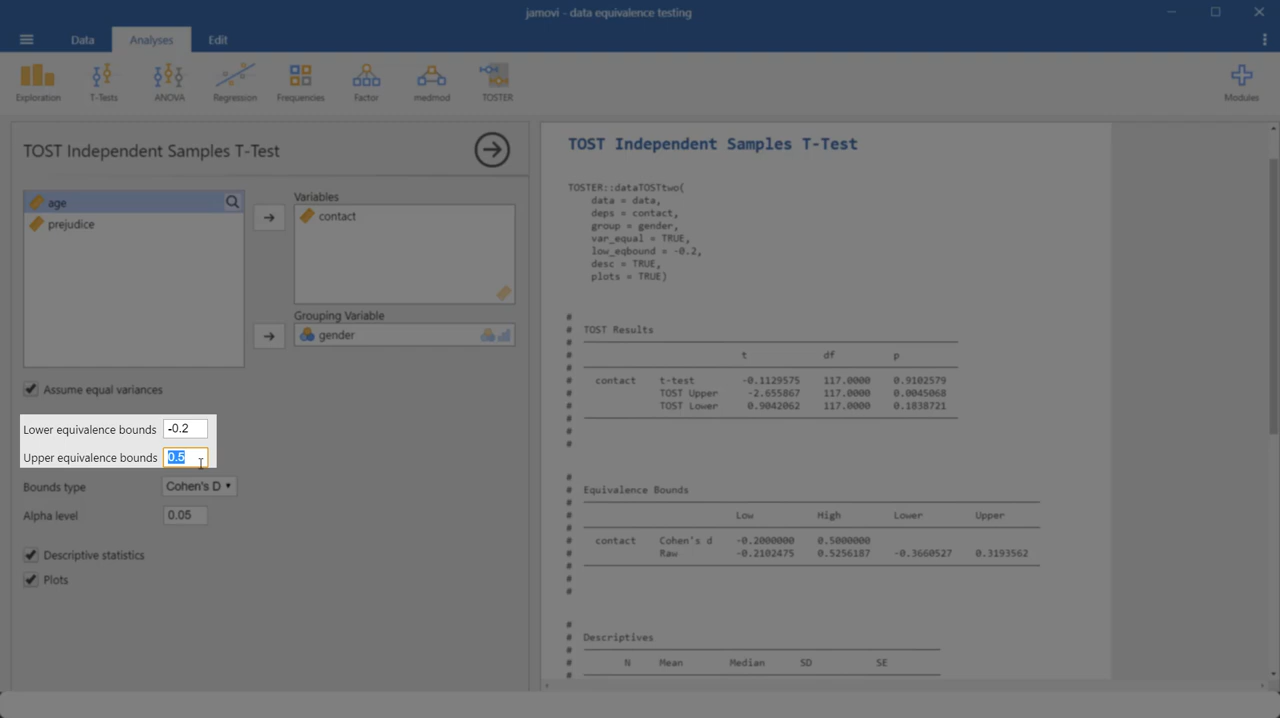 jamovi - data equivalence testing
Data Analyses Edit
Exploration T-Tests ANOVA Regression Frequencies Factor medmod TOSTER Modules
TOST Independent Samples T-Test
age
prejudice
Variables
contact
Grouping Variable
gender
Assume equal variances
Lower equivalence bounds -0.2
Upper equivalence bounds 0.5
Bounds type Cohen's D
Alpha level 0.05
Descriptive statistics
Plots
TOST Independent Samples T-Test
TOSTER::dataTOSTtwo(
data = data,
deps = contact,
group = gender,
var_equal = TRUE,
low_eqbound = -0.2,
desc = TRUE,
plots = TRUE)
#
# TOST Results
#
# t df p
#
# contact t-test -0.1129575 117.0000 0.9102579
# TOST Upper -2.655867 117.0000 0.0045068
# TOST Lower 0.9042062 117.0000 0.1838721
#
#
#
#
# Equivalence Bounds
#
# Low High Lower Upper
#
# contact Cohen's d -0.2000000 0.5000000
# Raw -0.2102475 0.5256187 -0.3660527 0.3193562
#
#
#
#
# Descriptives
#
# N Mean Median SD SE
#